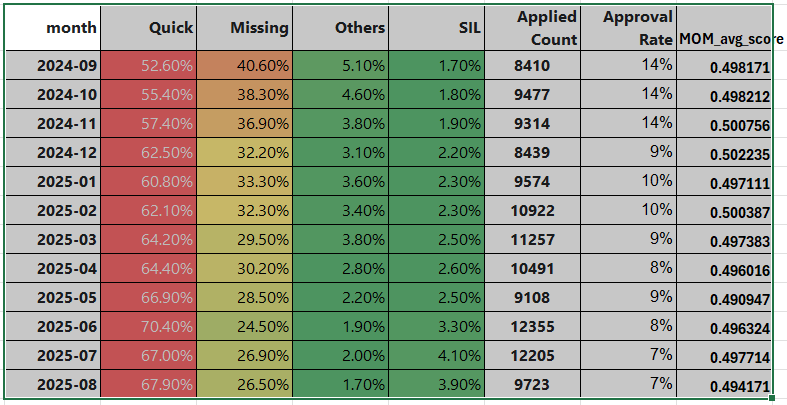 month Quick Missing Others SIL Applied Count Approval Rate MOM_avg_score
2024-09 52.60% 40.60% 5.10% 1.70% 8410 14% 0.498171
2024-10 55.40% 38.30% 4.60% 1.80% 9477 14% 0.498212
2024-11 57.40% 36.90% 3.80% 1.90% 9314 14% 0.500756
2024-12 62.50% 32.20% 3.10% 2.20% 8439 9% 0.502235
2025-01 60.80% 33.30% 3.60% 2.30% 9574 10% 0.497111
2025-02 62.10% 32.30% 3.40% 2.30% 10922 10% 0.500387
2025-03 64.20% 29.50% 3.80% 2.50% 11257 9% 0.497383
2025-04 64.40% 30.20% 2.80% 2.60% 10491 8% 0.496016
2025-05 66.90% 28.50% 2.20% 2.50% 9108 9% 0.490947
2025-06 70.40% 24.50% 1.90% 3.30% 12355 8% 0.496324
2025-07 67.00% 26.90% 2.00% 4.10% 12205 7% 0.497714
2025-08 67.90% 26.50% 1.70% 3.90% 9723 7% 0.494171